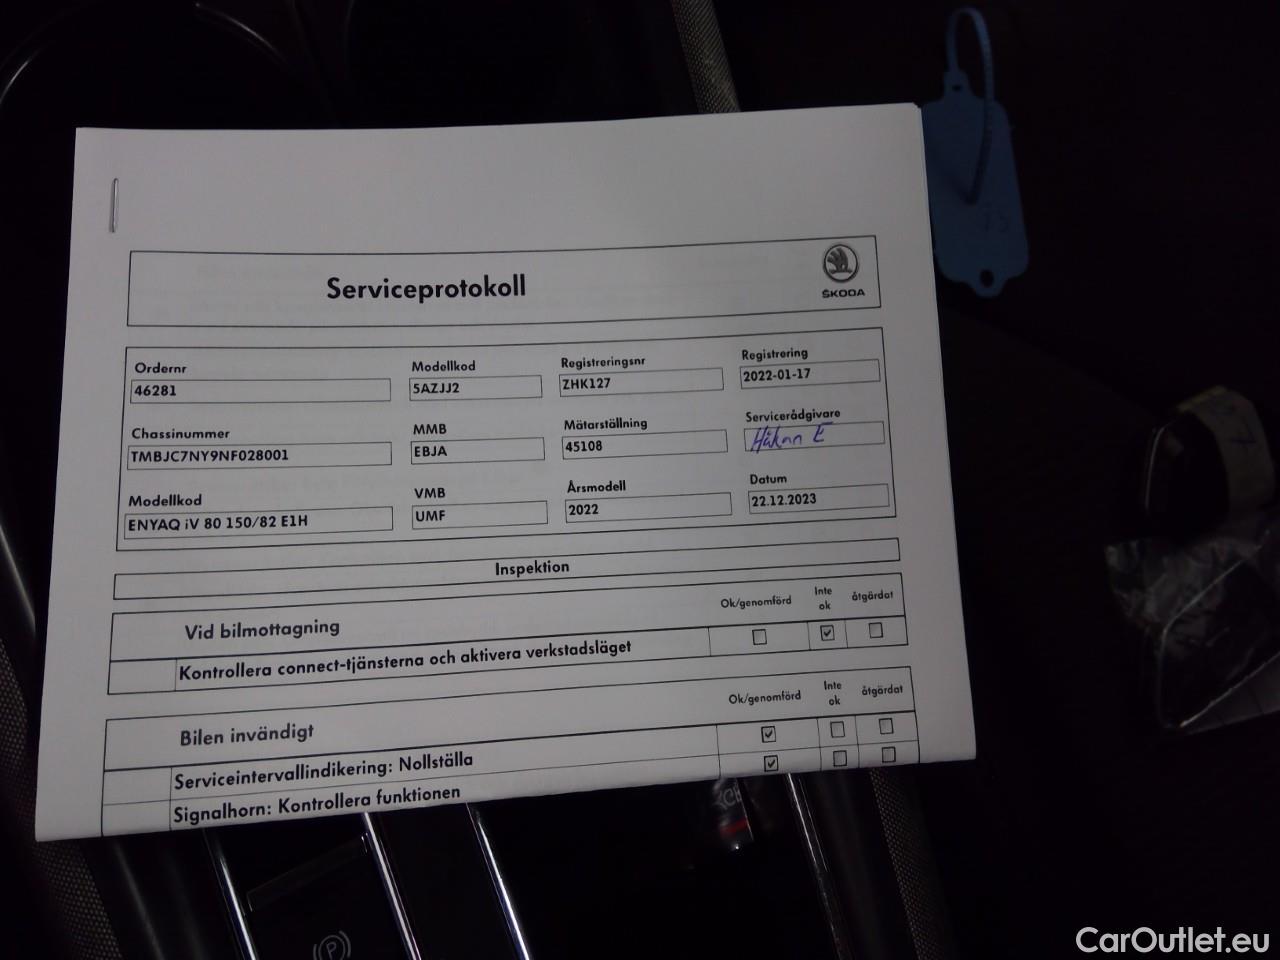 Serviceprotokoll
ŠKODA
Ordernr Modellkod Registreringsnr Registrering
46281 5AZJJ2 ZHK127 2022-01-17
Chassinummer MMB Mätarställning Servicerådgivare
TMBJC7NY9NF028001 EBJA 45108 Håkan E
Modellkod VMB Årsmodell Datum
ENYAQ iV 80 150/82 E1H UMF 2022 22.12.2023
Inspektion
Vid bilmottagning Ok/genomförd Inte ok åtgärdat
Kontrollera connect-tjänsterna och aktivera verkstadsläget
Bilen invändigt Ok/genomförd Inte ok åtgärdat
Serviceintervallindikering: Nollställa
Signalhorn: Kontrollera funktionen
P
CarOutlet.eu